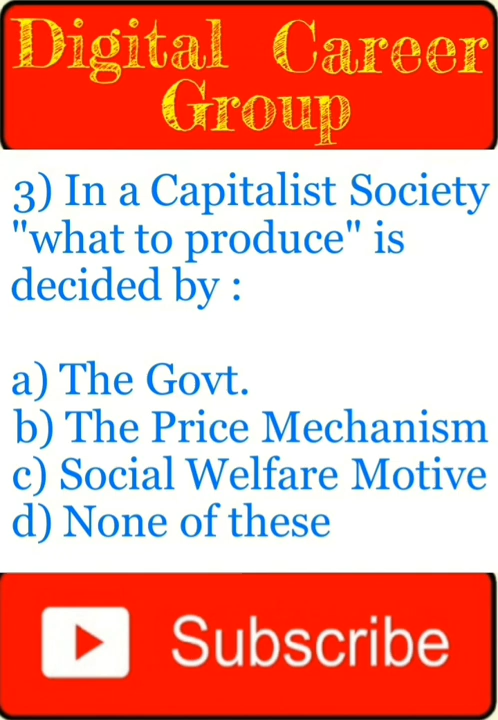 Digital Career
Group
3) In a Capitalist Society
"what to produce" is
decided by :
a) The Govt.
b) The Price Mechanism
c) Social Welfare Motive
d) None of these
Subscribe